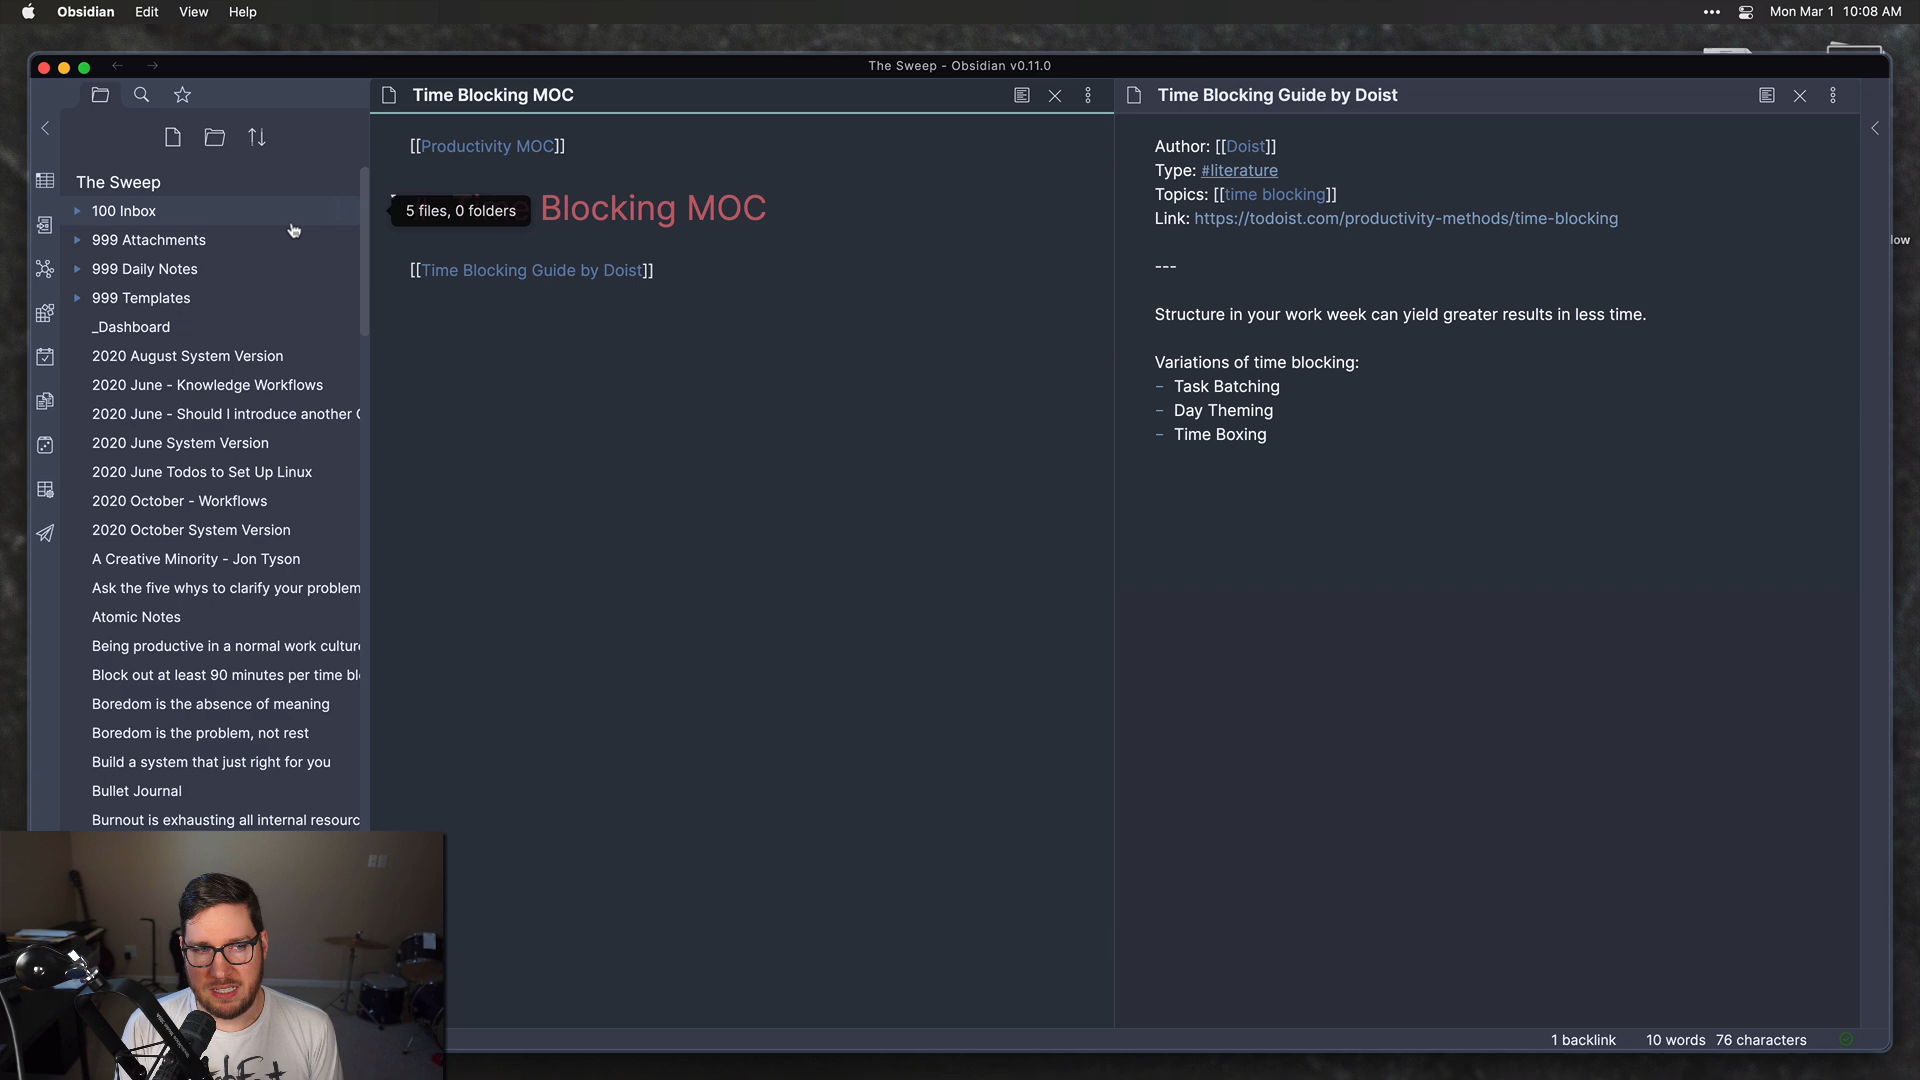 Obsidian Edit View Help
Mon Mar 1 10:08 AM
The Sweep - Obsidian v0.11.0
Time Blocking MOC
Time Blocking Guide by Doist
The Sweep
100 Inbox
999 Attachments
999 Daily Notes
999 Templates
_Dashboard
2020 August System Version
2020 June - Knowledge Workflows
2020 June - Should I introduce another
2020 June System Version
2020 June Todos to Set Up Linux
2020 October - Workflows
2020 October System Version
A Creative Minority - Jon Tyson
Ask the five whys to clarify your problem
Atomic Notes
Being productive in a normal work culture
Block out at least 90 minutes per time
Boredom is the absence of meaning
Boredom is the problem, not rest
Build a system that just right for you
Bullet Journal
Burnout is exhausting all internal
[[Productivity MOC]]
5 files, 0 folders
Blocking MOC
[[Time Blocking Guide by Doist]]
Author: [[Doist]]
Type: #literature
Topics: [[time blocking]]
Link: https://todoist.com/productivity-methods/time-blocking
---
Structure in your work week can yield greater results in less time.
Variations of time blocking:
- Task Batching
- Day Theming
- Time Boxing
1 backlink 10 words 76 characters